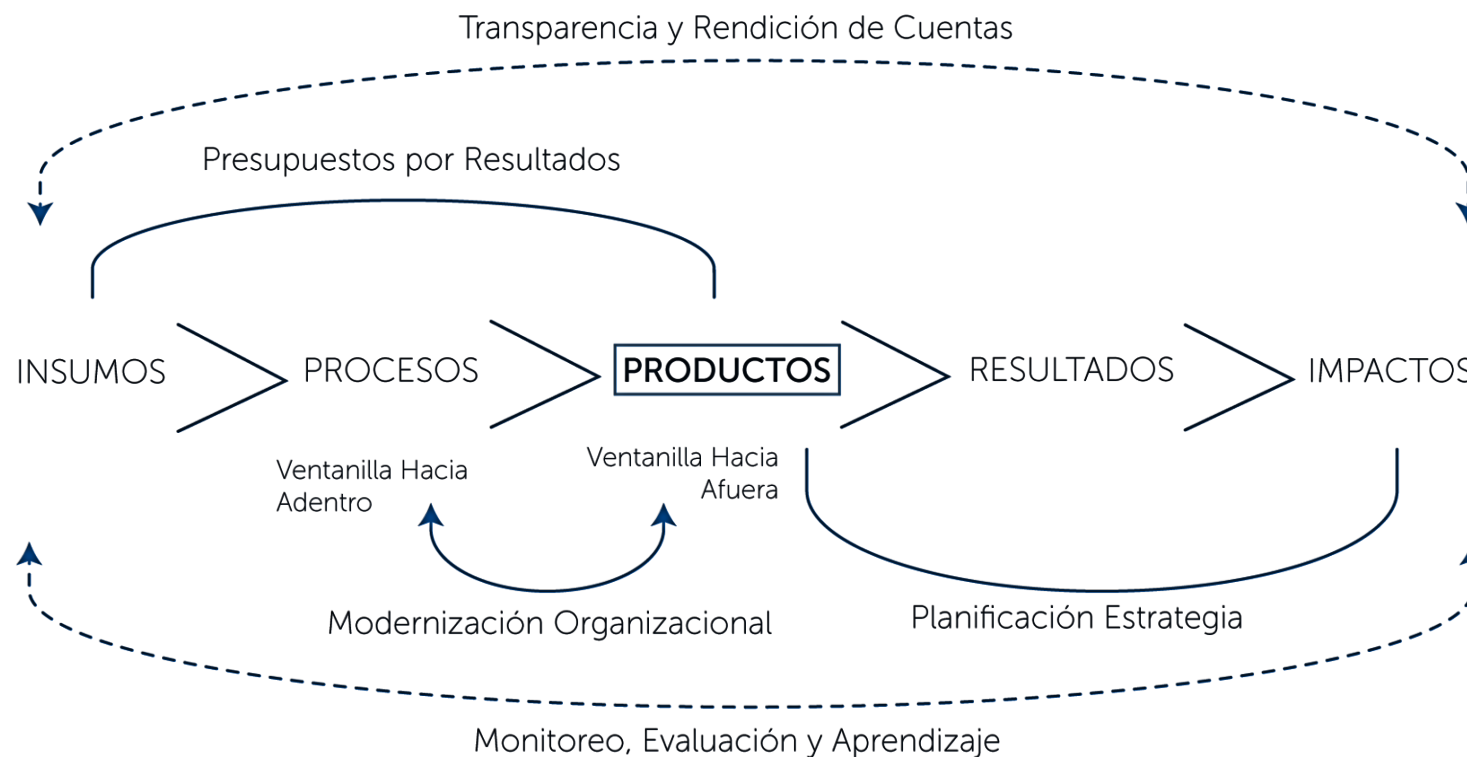 Transparencia y Rendición de Cuentas
Presupuestos por Resultados
INSUMOS
PROCESOS
PRODUCTOS
RESULTADOS
IMPACTOS
Ventanilla Hacia
Adentro
Ventanilla Hacia
Afuera
Modernización Organizacional
Planificación Estrategia
Monitoreo, Evaluación y Aprendizaje